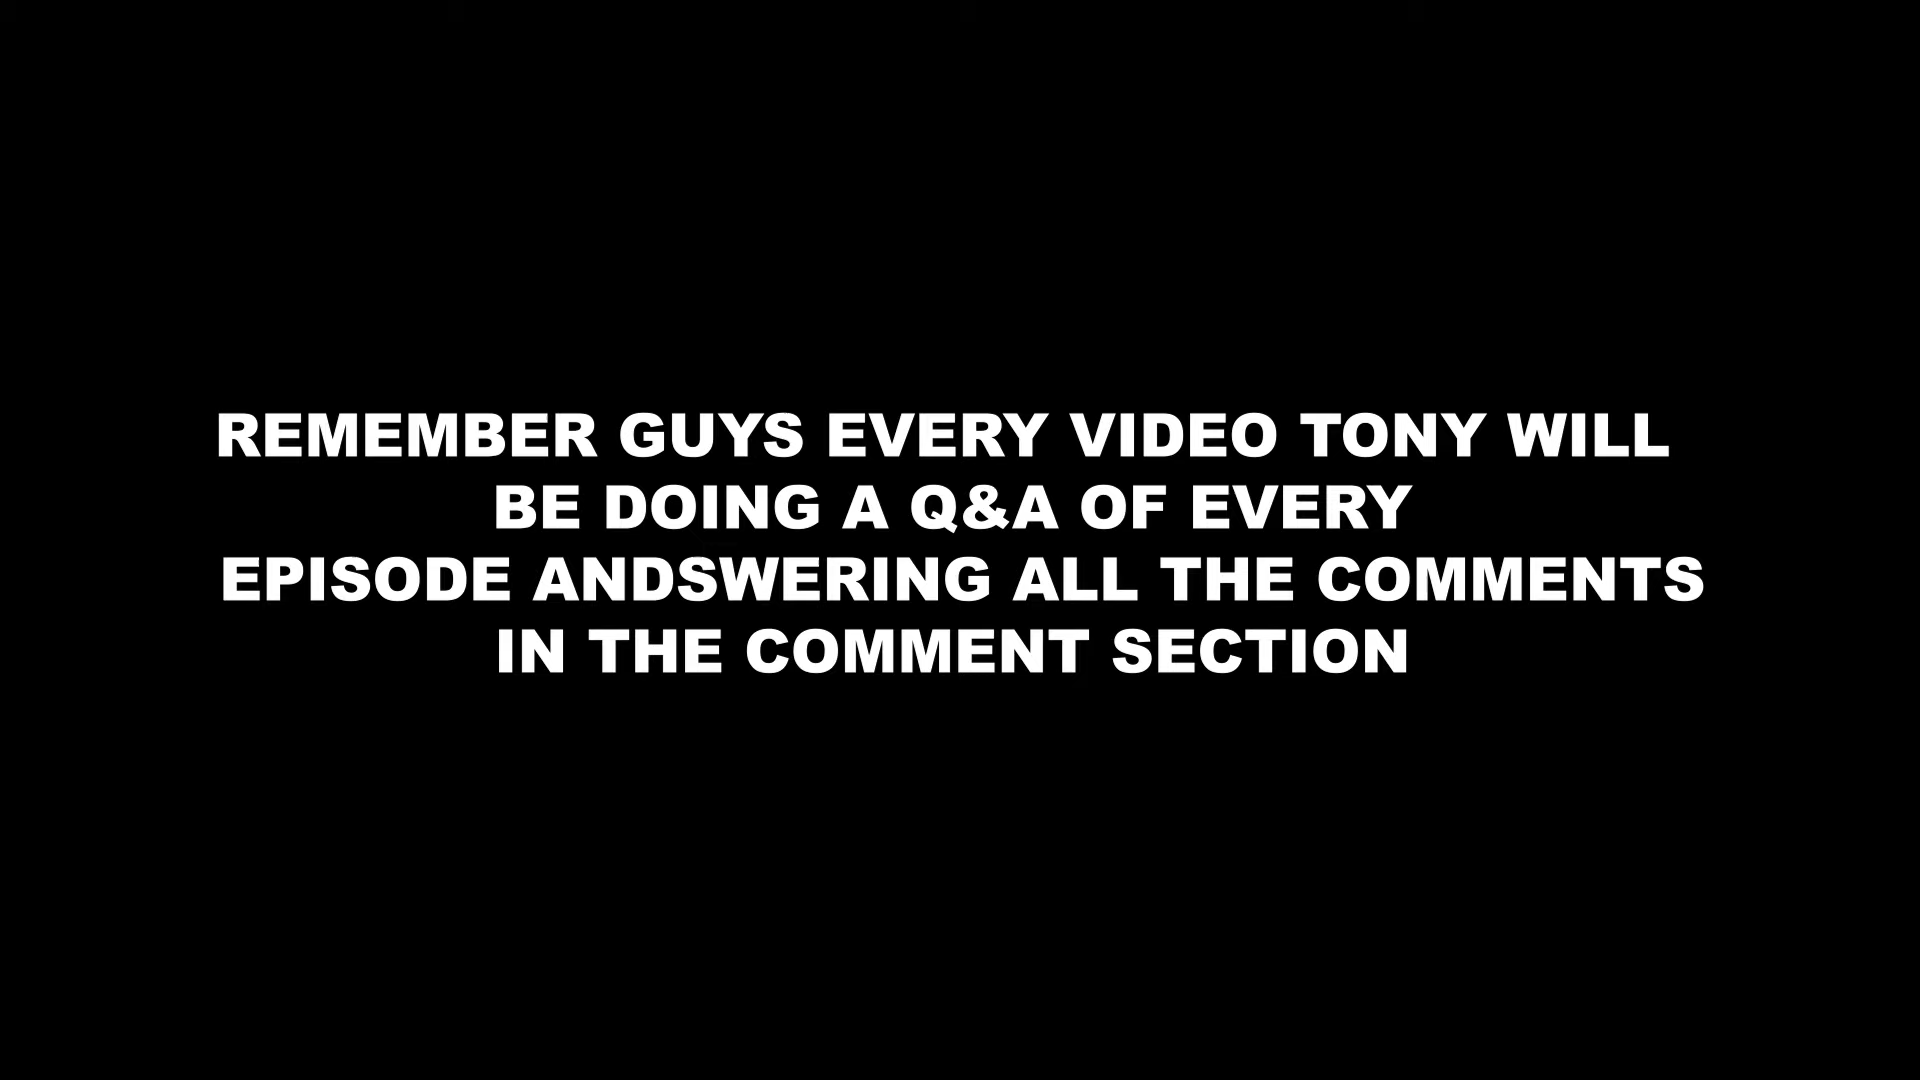 REMEMBER GUYS EVERY VIDEO TONY WILL
BE DOING A Q&A OF EVERY
EPISODE ANDSWERING ALL THE COMMENTS
IN THE COMMENT SECTION